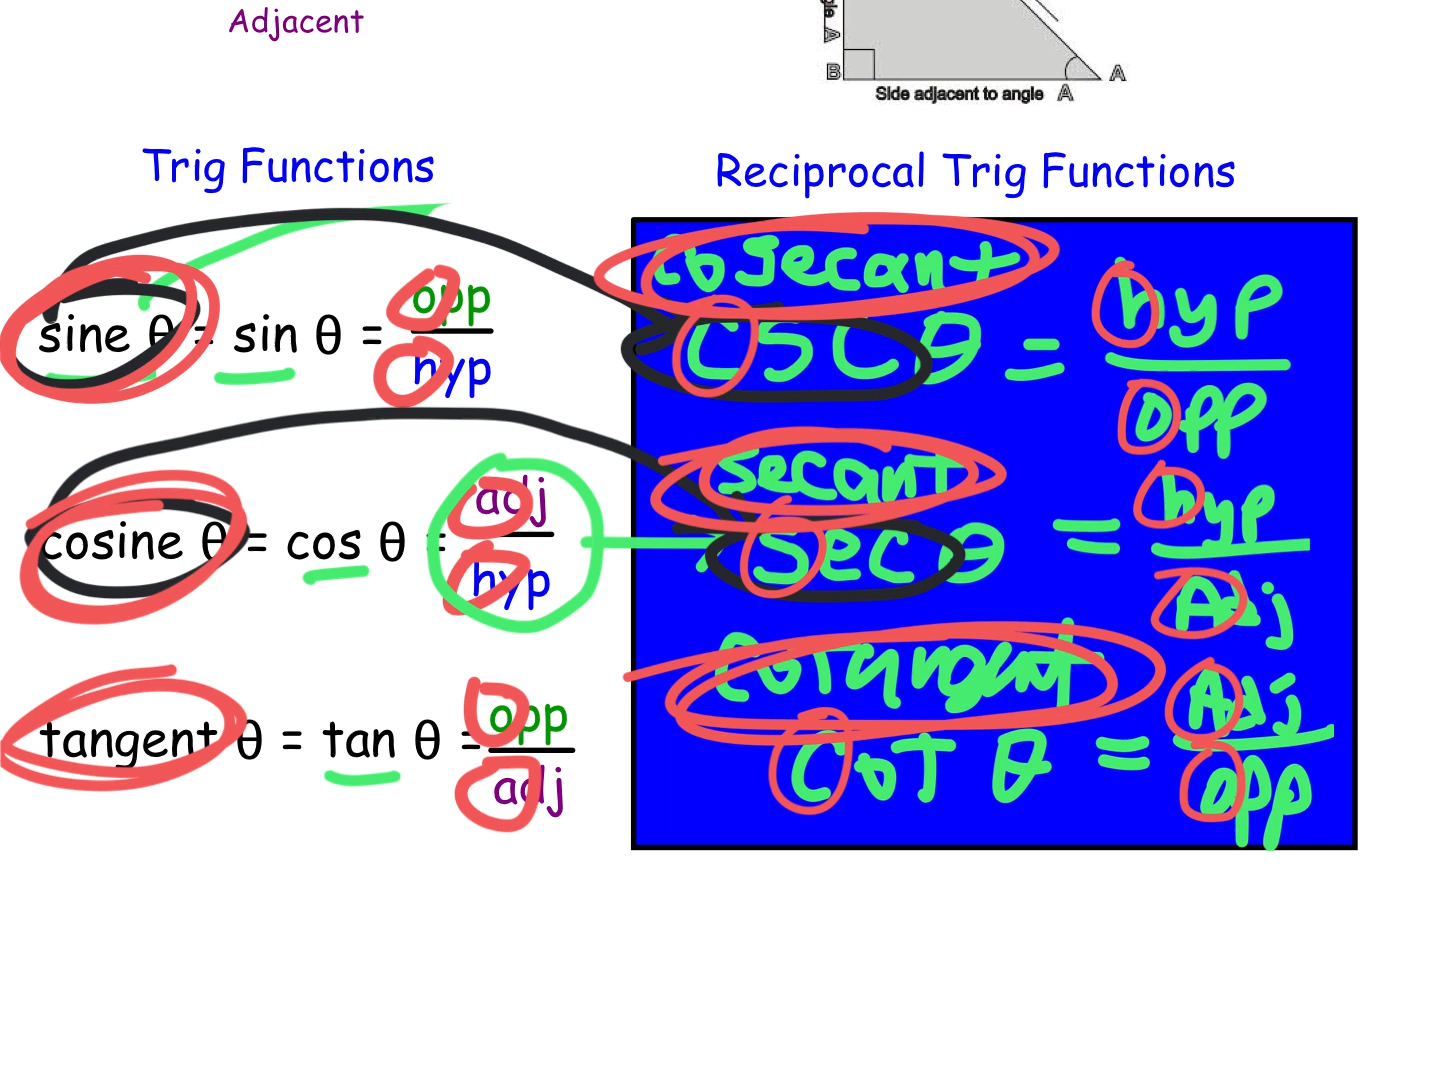 Adjacent
B
A
Side adjacent to angle A
Trig Functions
Reciprocal Trig Functions
cosecant
sine θ = sin θ = opp
hyp
csc θ = hyp
opp
secant
cosine θ = cos θ = adj
hyp
sec θ = hyp
Adj
cotangent
tangent θ = tan θ = opp
adj
cot θ = Adj
opp